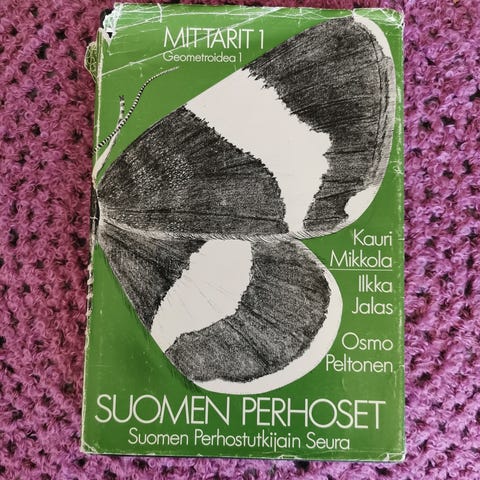 MITTARIT 1
Geometroidea 1
Kauri
Mikkola
Ilkka
Jalas
Osmo
Peltonen
SUOMEN PERHOSET
Suomen Perhostutkijain Seura